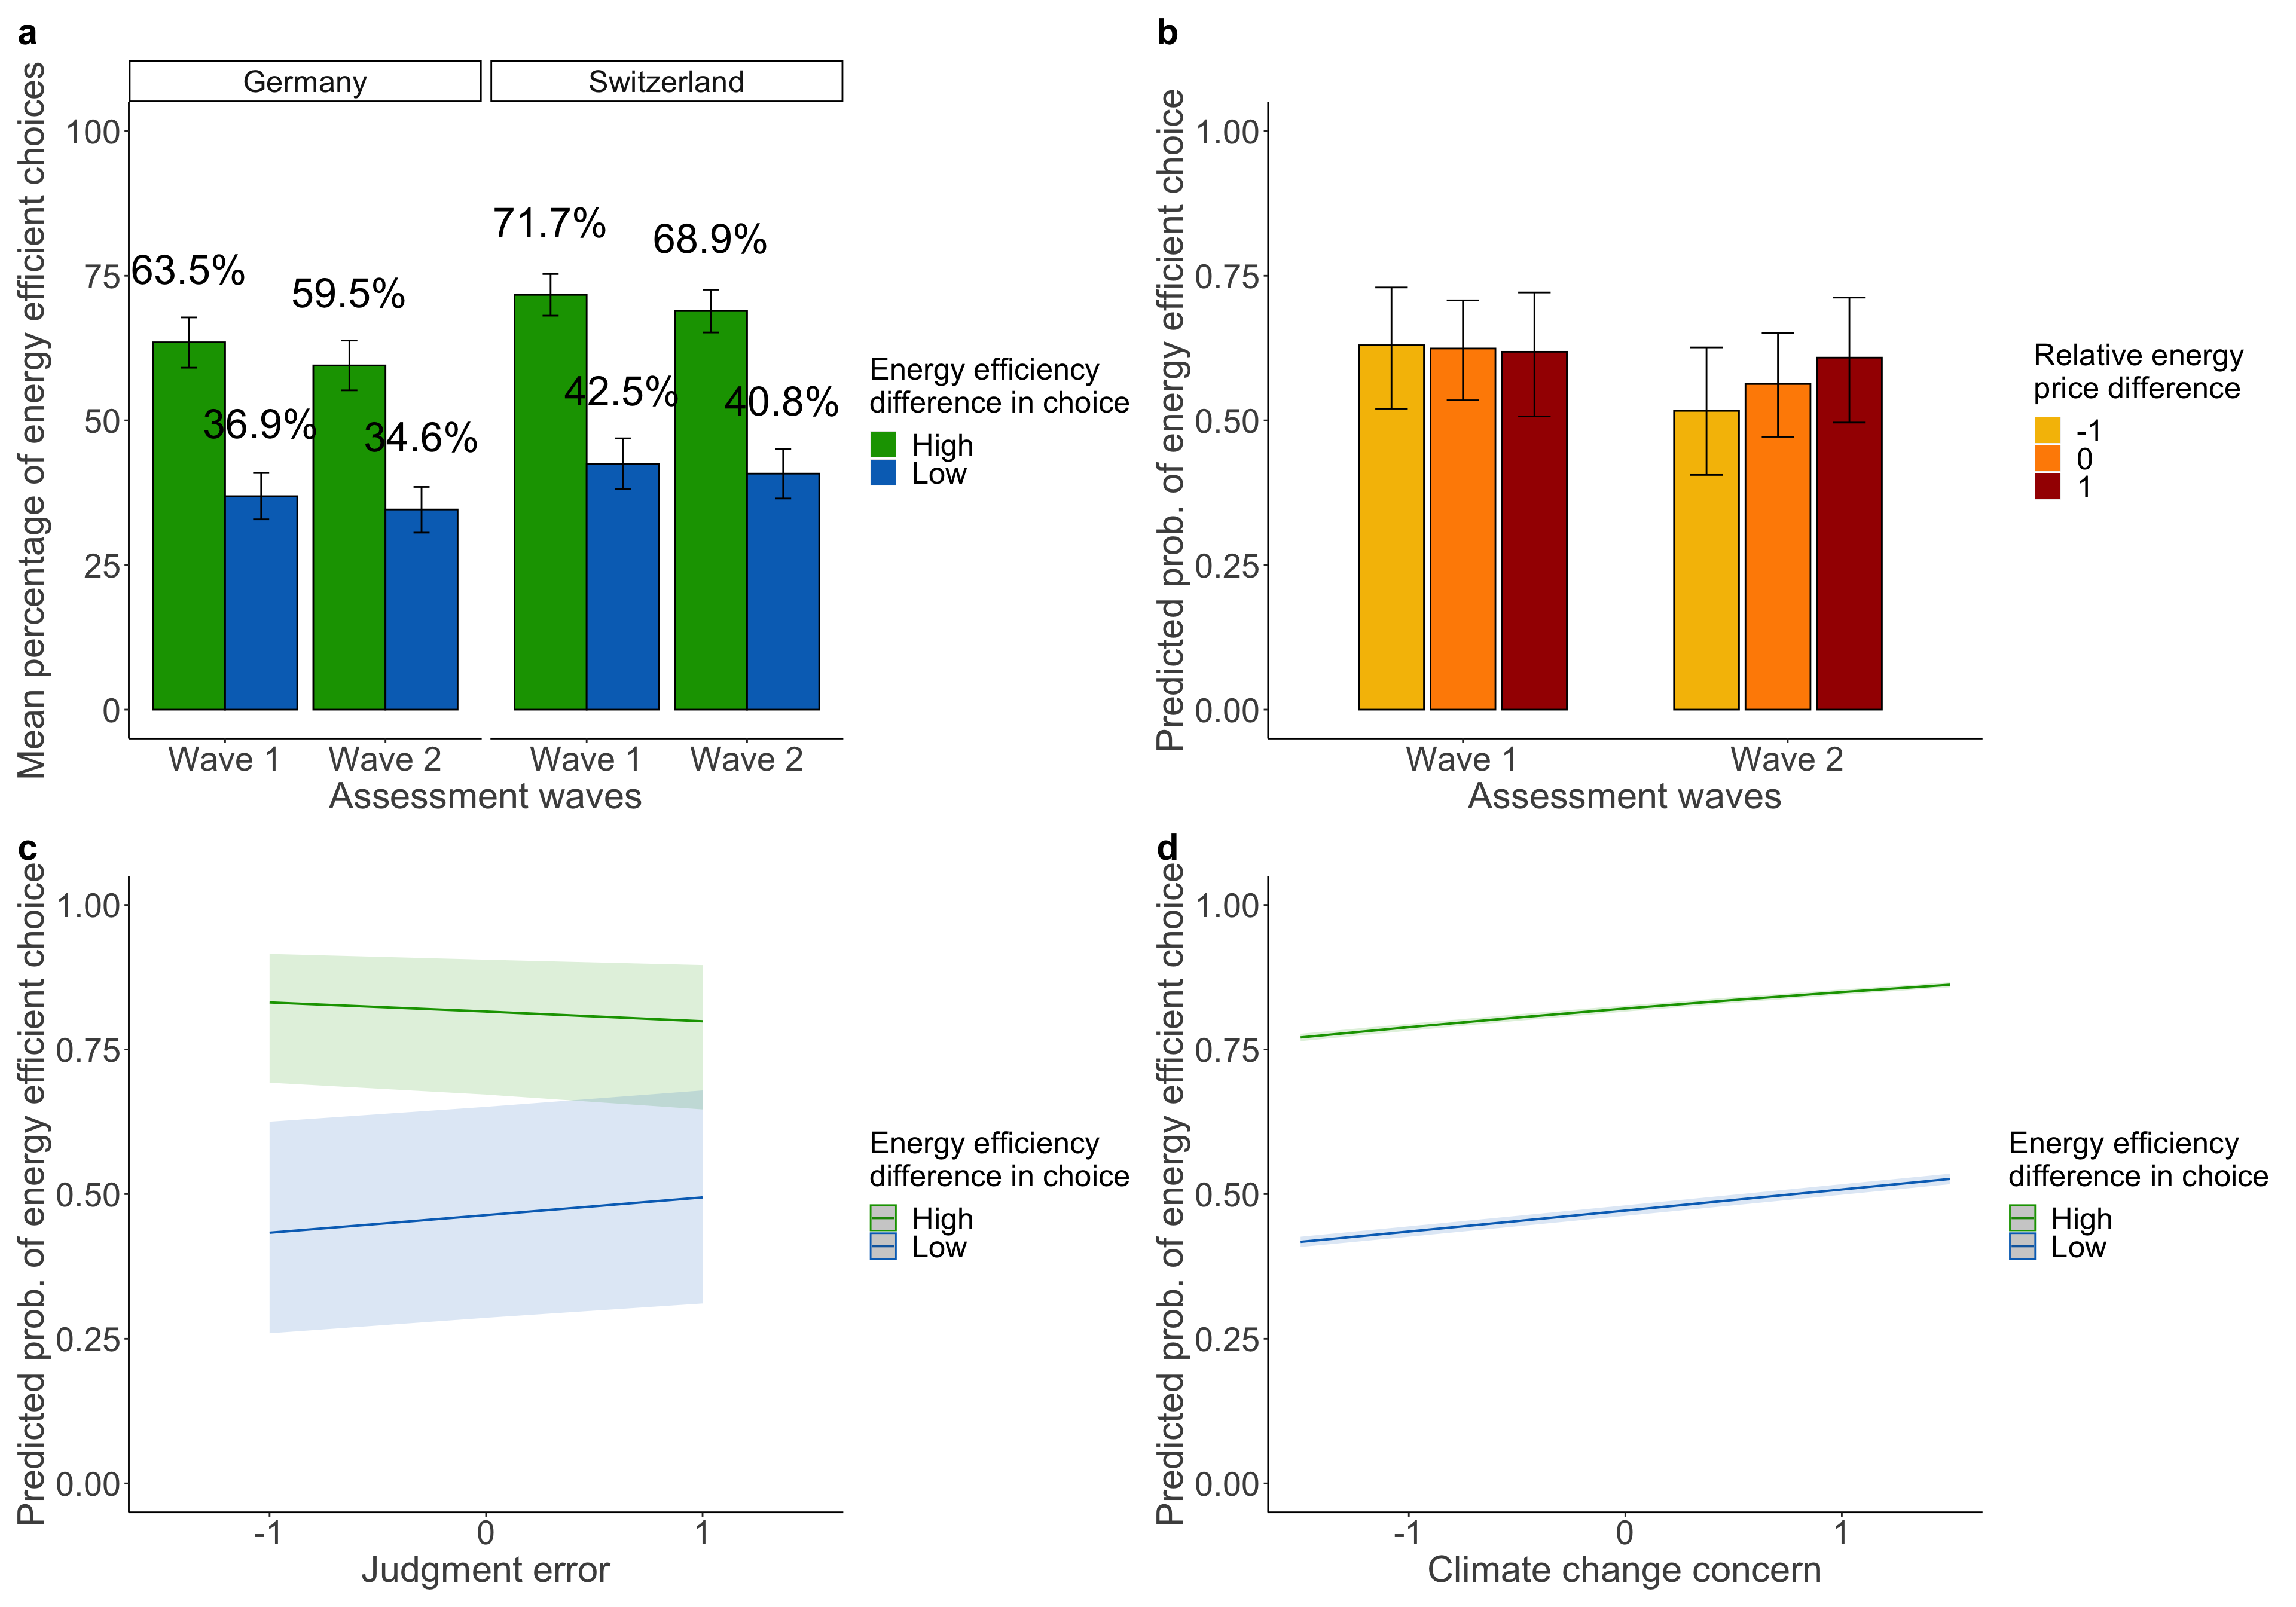 a
Mean percentage of energy efficient choices
Germany
Switzerland
100
75
50
25
0
63.5%
36.9%
59.5%
34.6%
71.7%
42.5%
68.9%
40.8%
Wave 1
Wave 2
Wave 1
Wave 2
Assessment waves
Energy efficiency
difference in choice
High
Low
b
Predicted prob. of energy efficient choice
1.00
0.75
0.50
0.25
0.00
Wave 1
Wave 2
Assessment waves
Relative energy
price difference
-1
0
1
c
Predicted prob. of energy efficient choice
1.00
0.75
0.50
0.25
0.00
-1
0
1
Judgment error
Energy efficiency
difference in choice
High
Low
d
Predicted prob. of energy efficient choice
1.00
0.75
0.50
0.25
0.00
-1
0
1
Climate change concern
Energy efficiency
difference in choice
High
Low